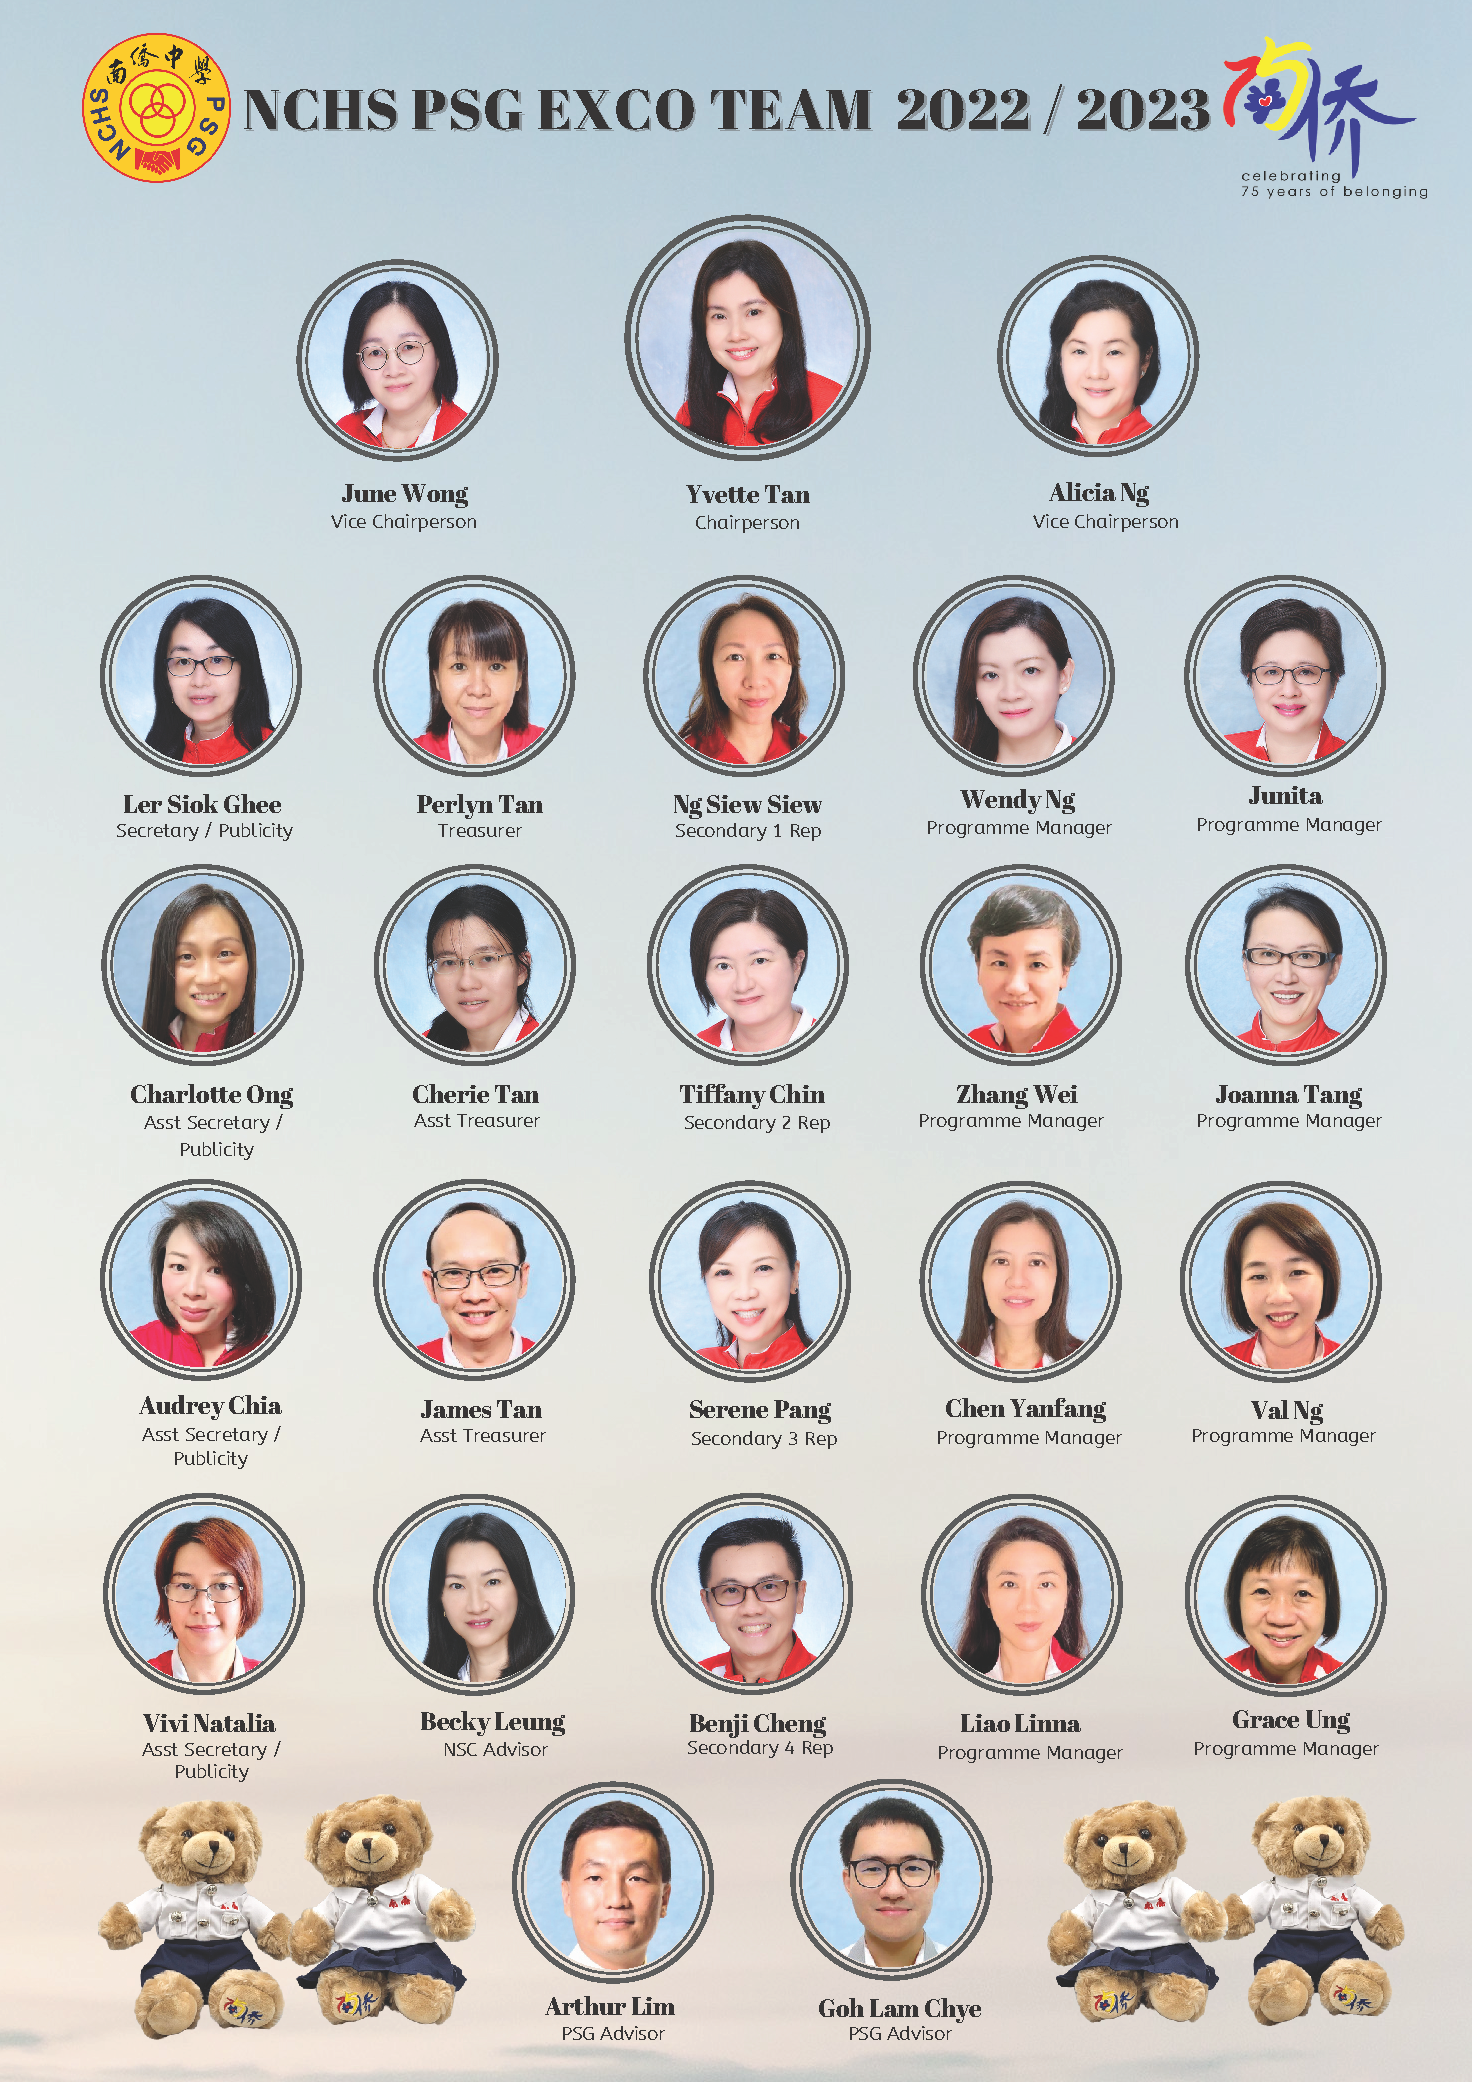 南僑中學
NCHS PSG
NCHS PSG EXCO TEAM 2022 / 2023
南侨
celebrating
75 years of belonging
June Wong
Vice Chairperson
Yvette Tan
Chairperson
Alicia Ng
Vice Chairperson
Ler Siok Ghee
Secretary / Publicity
Perlyn Tan
Treasurer
Ng Siew Siew
Secondary 1 Rep
Wendy Ng
Programme Manager
Junita
Programme Manager
Charlotte Ong
Asst Secretary /
Publicity
Cherie Tan
Asst Treasurer
Tiffany Chin
Secondary 2 Rep
Zhang Wei
Programme Manager
Joanna Tang
Programme Manager
Audrey Chia
Asst Secretary /
Publicity
James Tan
Asst Treasurer
Serene Pang
Secondary 3 Rep
Chen Yanfang
Programme Manager
Val Ng
Programme Manager
Vivi Natalia
Asst Secretary /
Publicity
Becky Leung
NSC Advisor
Benji Cheng
Secondary 4 Rep
Liao Linna
Programme Manager
Grace Ung
Programme Manager
Arthur Lim
PSG Advisor
Goh Lam Chye
PSG Advisor